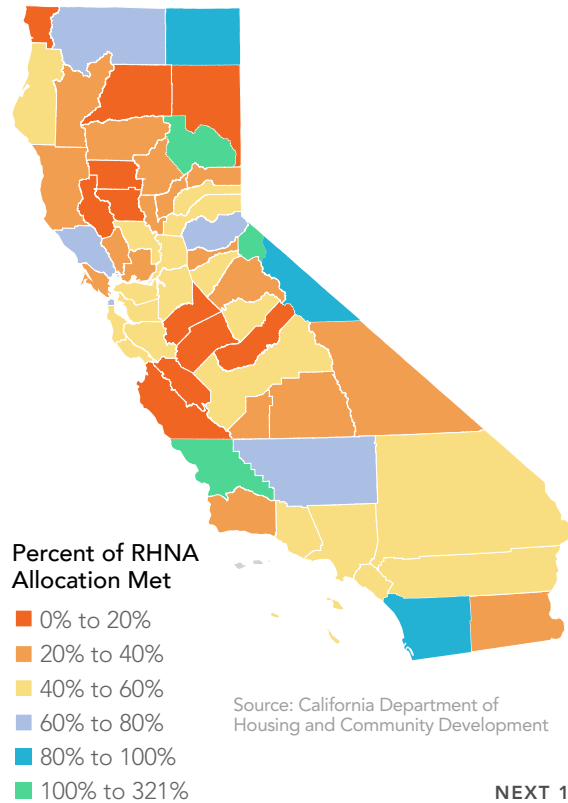 Percent of RHNA
Allocation Met
0% to 20%
20% to 40%
40% to 60%
60% to 80%
80% to 100%
100% to 321%
Source: California Department of
Housing and Community Development
NEXT 1